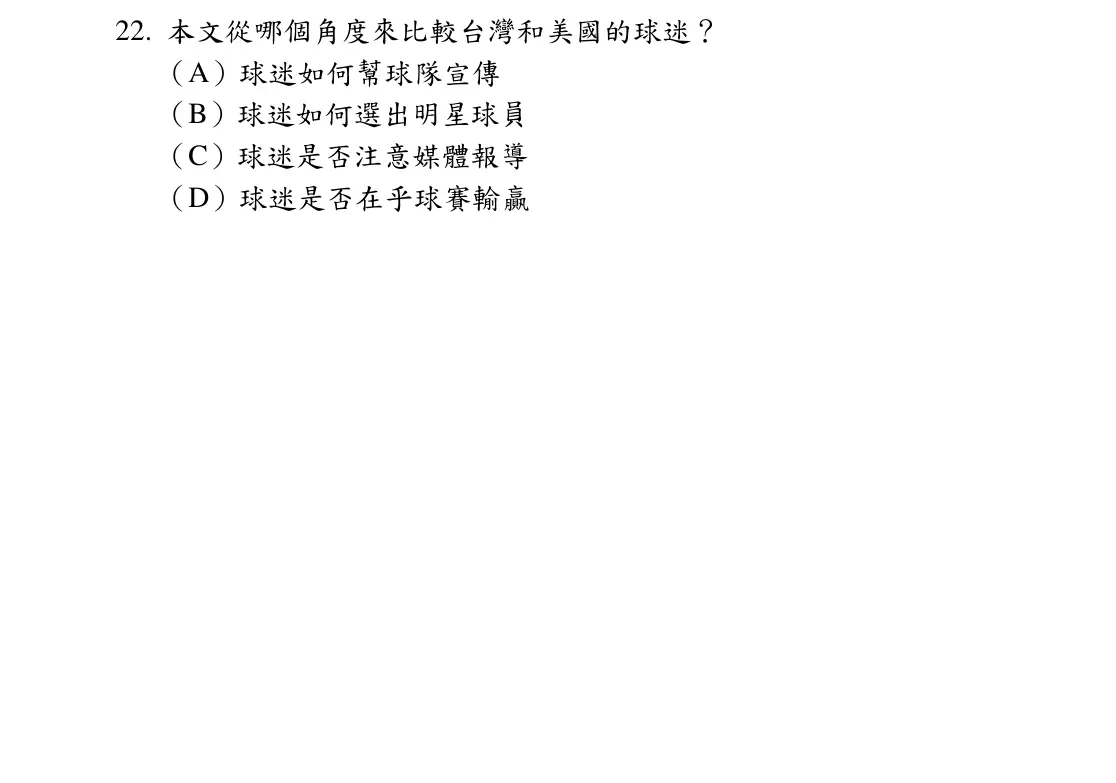 22. 本文從哪個角度來比較台灣和美國的球迷？
（A）球迷如何幫球隊宣傳
（B）球迷如何選出明星球員
（C）球迷是否注意媒體報導
（D）球迷是否在乎球賽輸贏